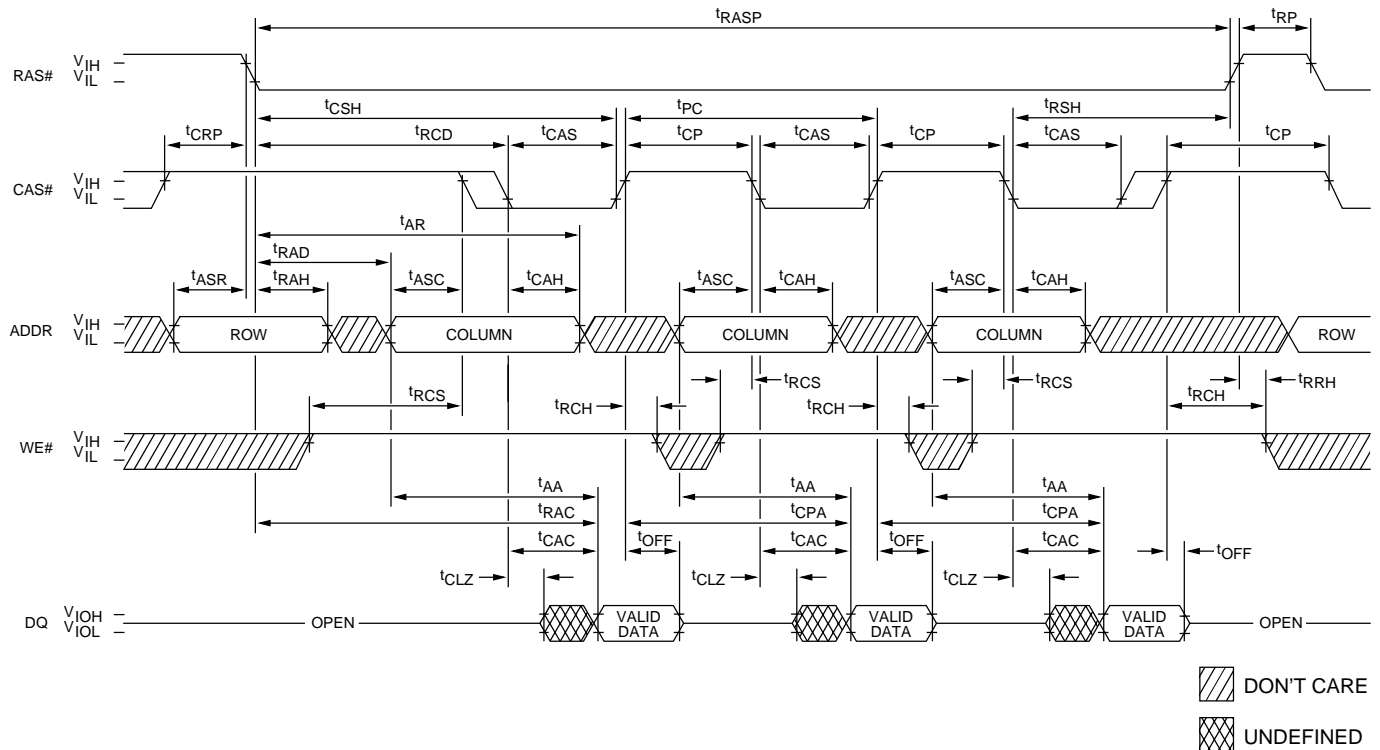 tRASP tRP
RAS# VIH
VIL
tCSH tPC tRSH
tCRP tRCD tCAS tCP tCAS tCP tCAS tCP
CAS# VIH
VIL
tAR
tRAD
tASR tRAH tASC tCAH tASC tCAH tASC tCAH
ADDR VIH
VIL
ROW COLUMN COLUMN COLUMN ROW
tRCS tRCH tRCS tRCH tRCS tRCH tRRH
WE# VIH
VIL
tAA tAA tAA
tRAC tCPA tCPA
tCAC tOFF tCAC tOFF tCAC tOFF
tCLZ tCLZ tCLZ
DQ VIOH
VIOL
OPEN VALID DATA VALID DATA VALID DATA OPEN
DON'T CARE
UNDEFINED